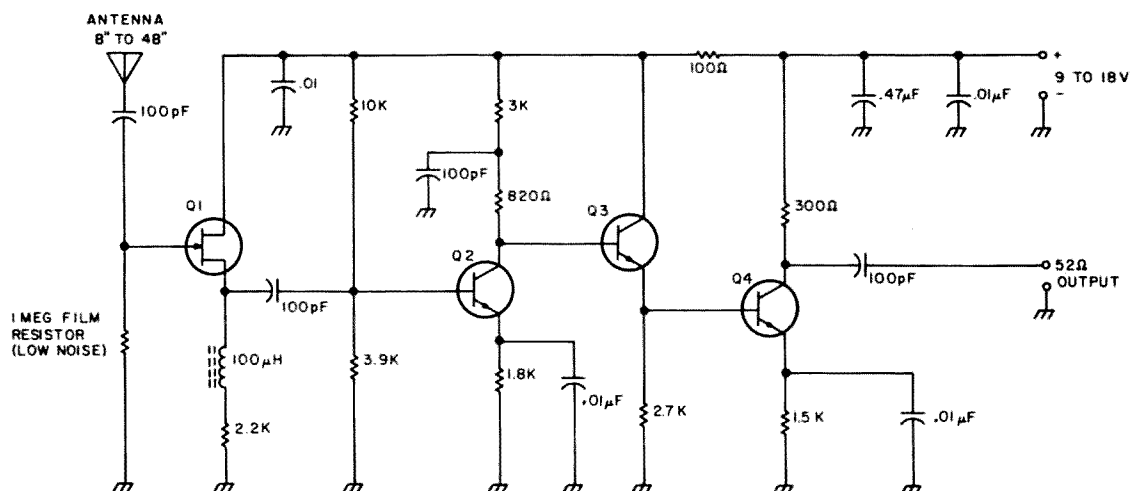 ANTENNA
8" TO 48"
100pF
.01
10K
3K
100Ω
.47µF
.01µF
+
9 TO 18V
-
100pF
820Ω
300Ω
Q1
Q2
Q3
Q4
100pF
100pF
52Ω
OUTPUT
1 MEG FILM
RESISTOR
(LOW NOISE)
100µH
3.9K
1.8K
.01µF
2.7K
1.5K
.01µF
2.2K